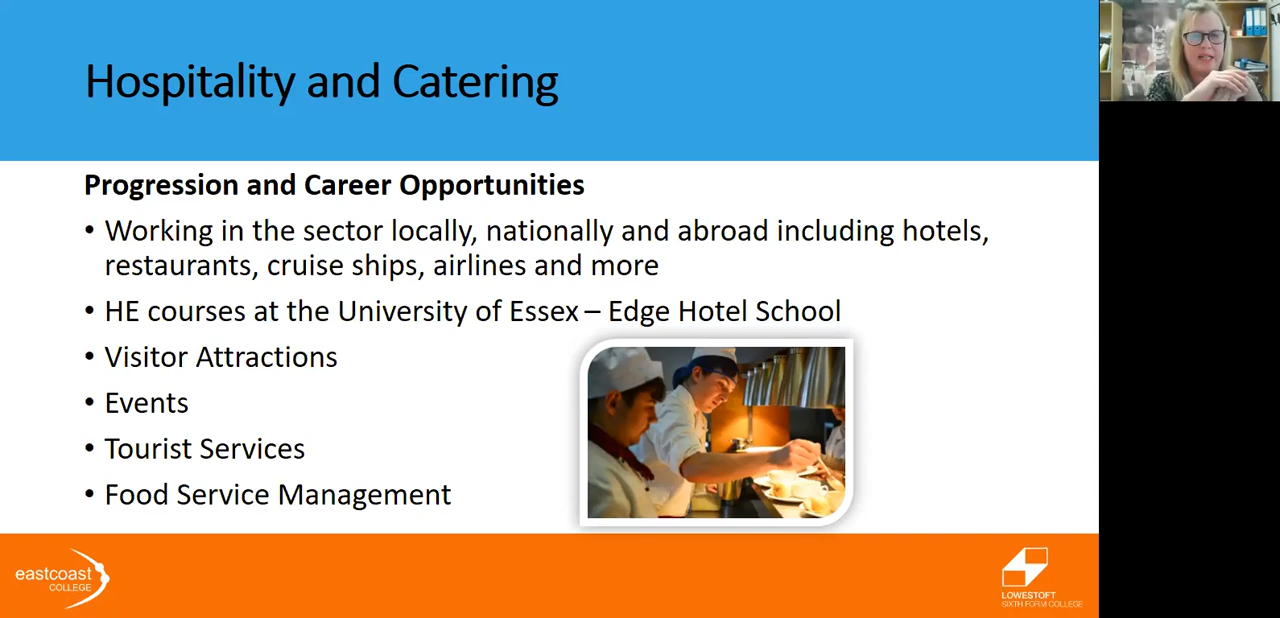 Hospitality and Catering
Progression and Career Opportunities
• Working in the sector locally, nationally and abroad including hotels,
restaurants, cruise ships, airlines and more
• HE courses at the University of Essex – Edge Hotel School
• Visitor Attractions
• Events
• Tourist Services
• Food Service Management
eastcoast
COLLEGE
LOWESTOFT
SIXTH FORM COLLEGE